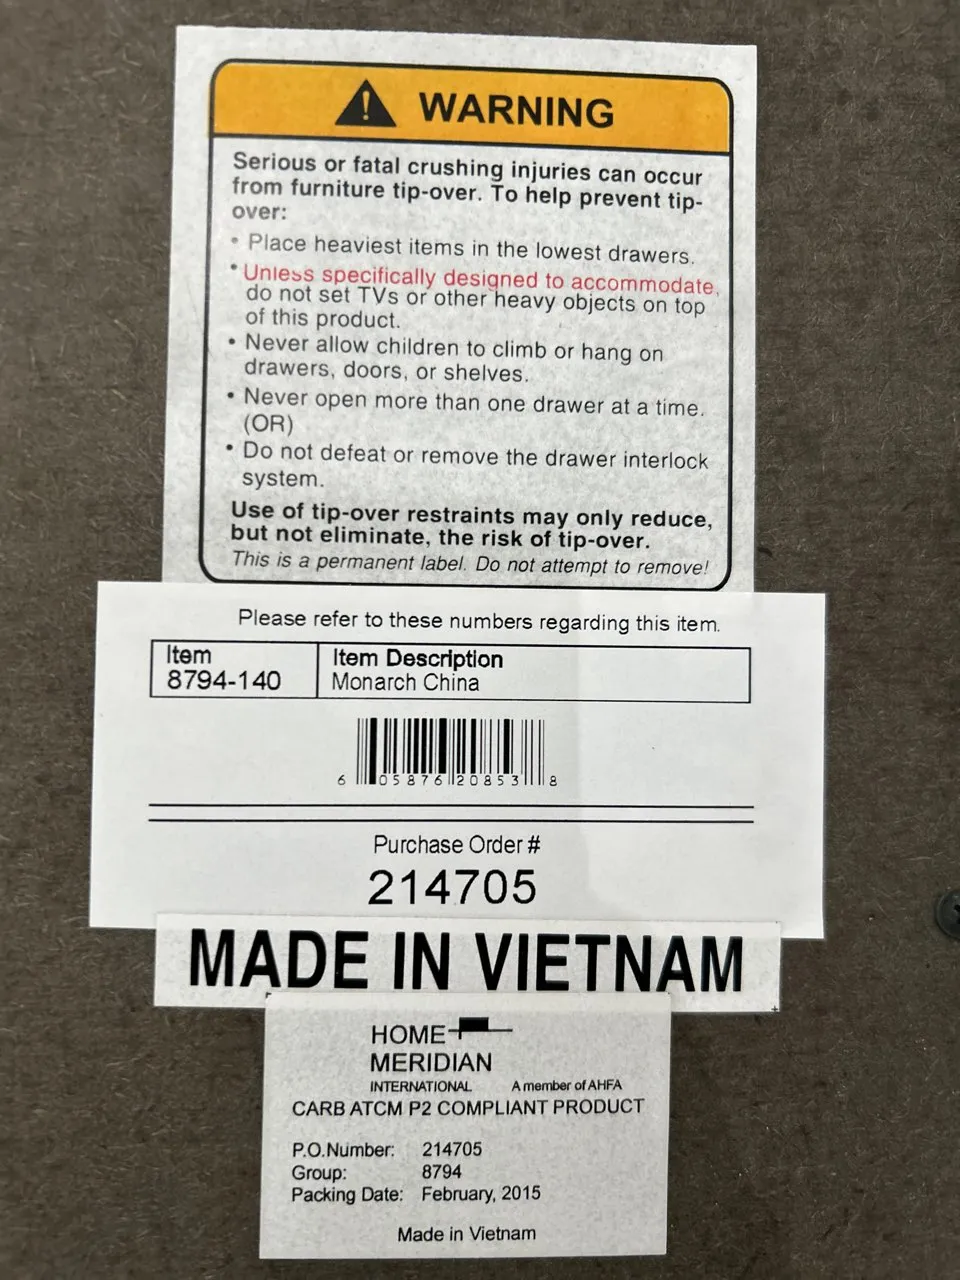 WARNING
Serious or fatal crushing injuries can occur
from furniture tip-over. To help prevent tip-
over:
• Place heaviest items in the lowest drawers.
• Unless specifically designed to accommodate,
do not set TVs or other heavy objects on top
of this product.
• Never allow children to climb or hang on
drawers, doors, or shelves.
• Never open more than one drawer at a time.
(OR)
• Do not defeat or remove the drawer interlock
system.
Use of tip-over restraints may only reduce,
but not eliminate, the risk of tip-over.
This is a permanent label. Do not attempt to remove!
Please refer to these numbers regarding this item.
Item Item Description
8794-140 Monarch China
6 05876 20853 8
Purchase Order #
214705
MADE IN VIETNAM
HOME
MERIDIAN
INTERNATIONAL A member of AHFA
CARB ATCM P2 COMPLIANT PRODUCT
P.O.Number: 214705
Group: 8794
Packing Date: February, 2015
Made in Vietnam